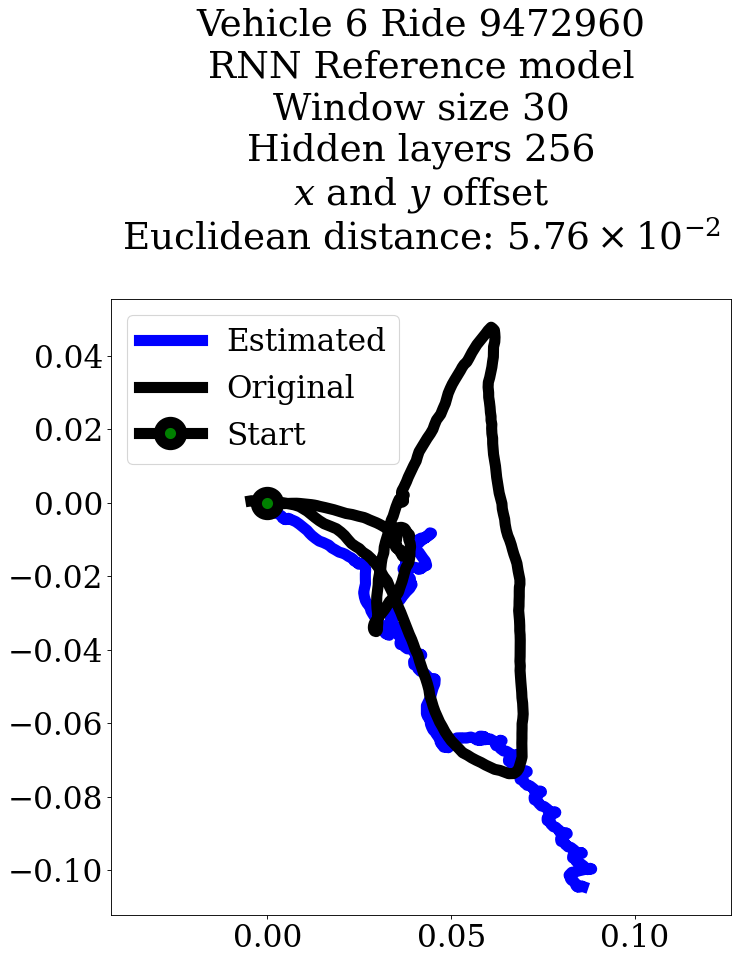 Vehicle 6 Ride 9472960
RNN Reference model
Window size 30
Hidden layers 256
x and y offset
Euclidean distance: 5.76 × 10⁻²
Estimated
Original
Start
0.04
0.02
0.00
−0.02
−0.04
−0.06
−0.08
−0.10
0.00 0.05 0.10